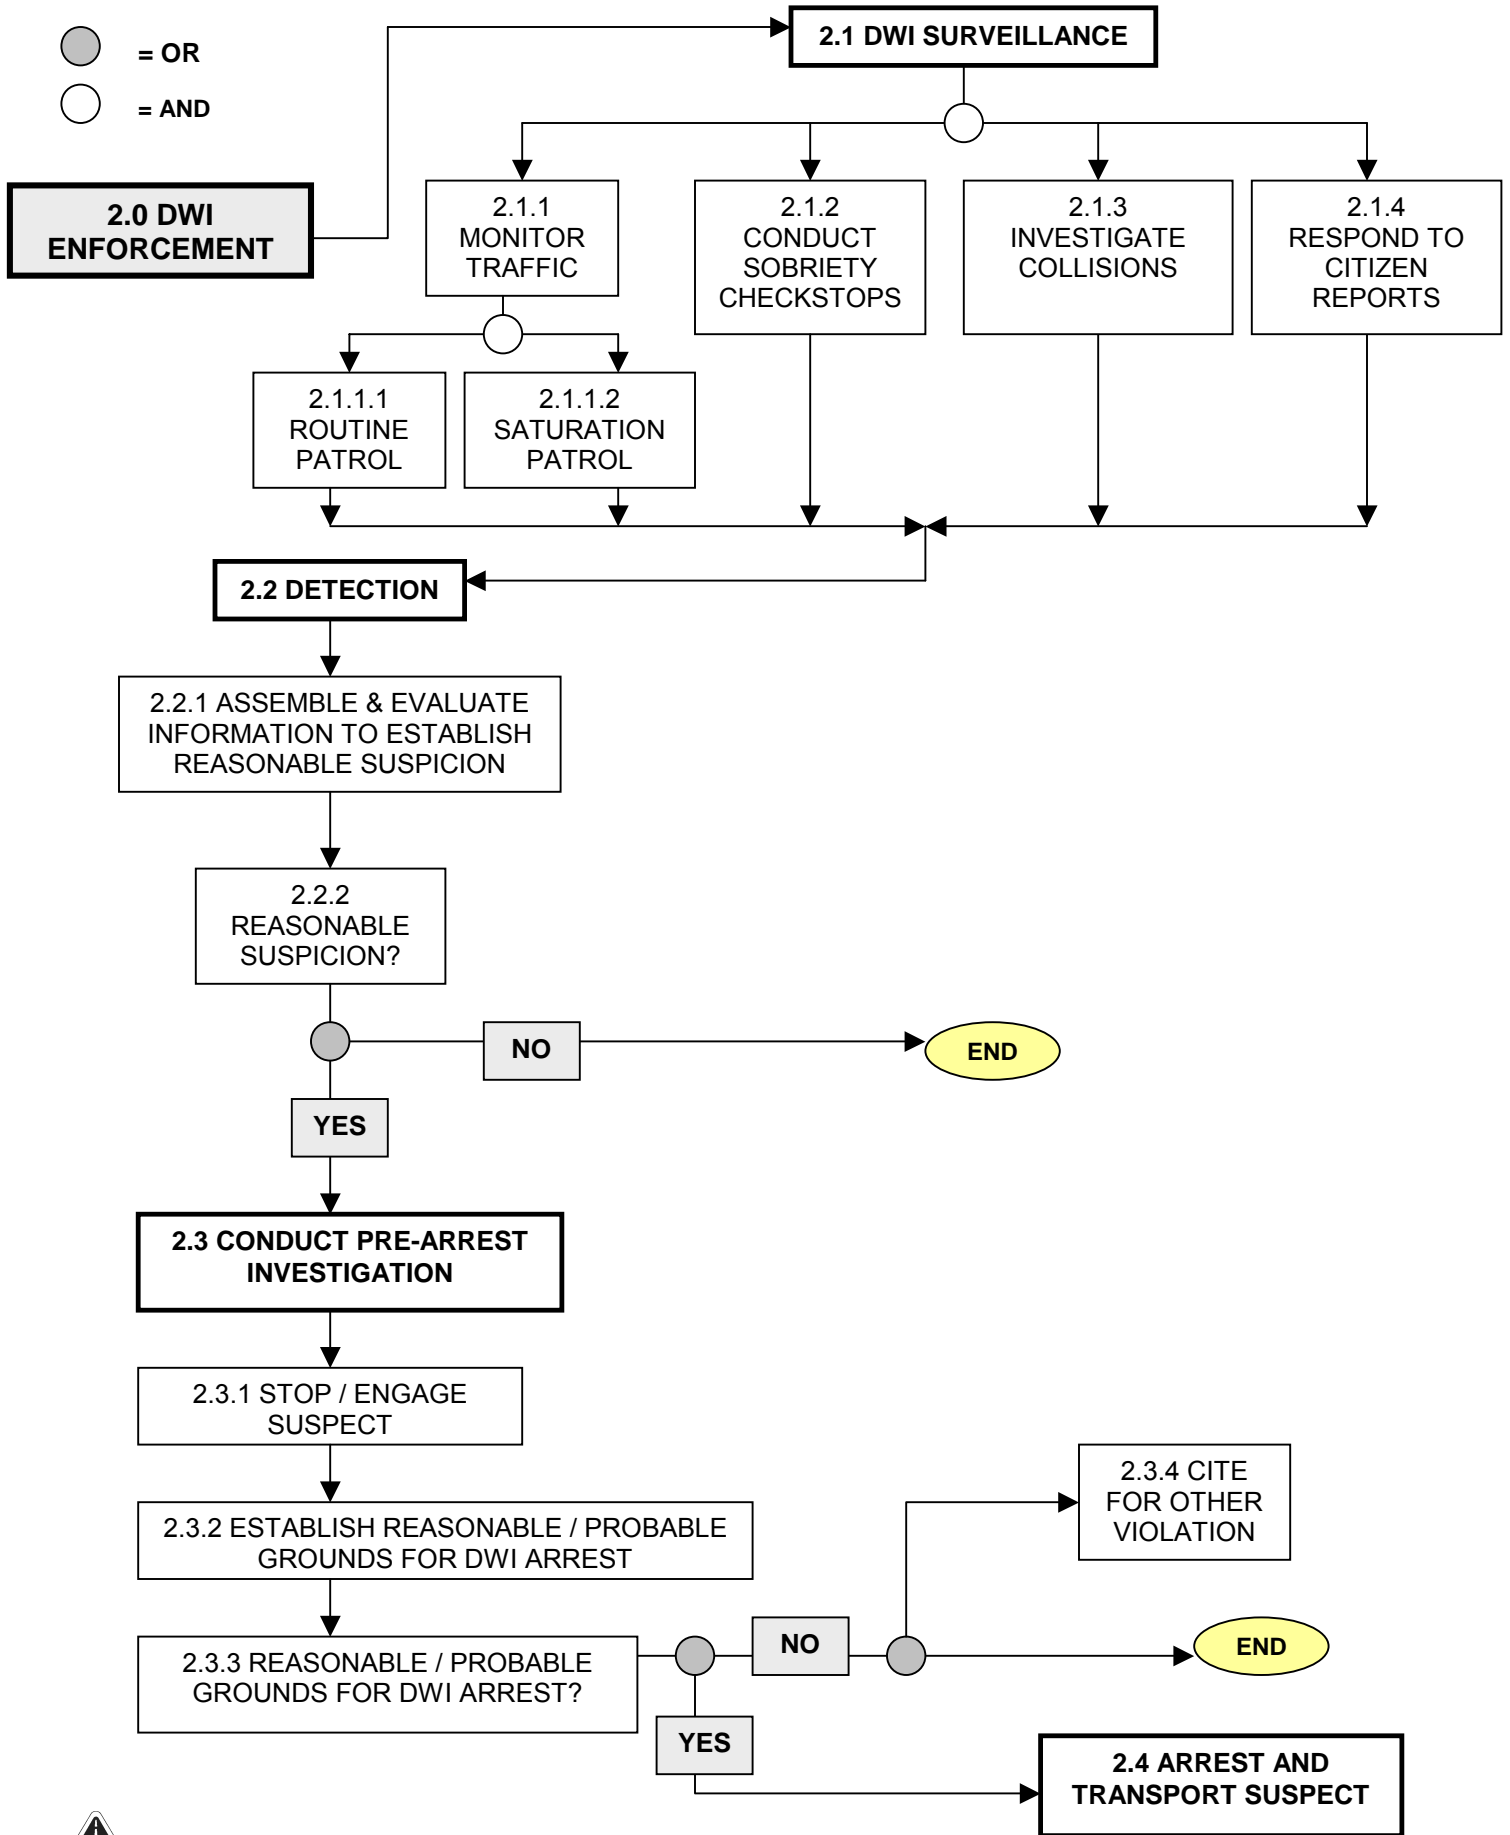 = OR
= AND
2.1 DWI SURVEILLANCE
2.0 DWI
ENFORCEMENT
2.1.1
MONITOR
TRAFFIC
2.1.2
CONDUCT
SOBRIETY
CHECKSTOPS
2.1.3
INVESTIGATE
COLLISIONS
2.1.4
RESPOND TO
CITIZEN
REPORTS
2.1.1.1
ROUTINE
PATROL
2.1.1.2
SATURATION
PATROL
2.2 DETECTION
2.2.1 ASSEMBLE & EVALUATE
INFORMATION TO ESTABLISH
REASONABLE SUSPICION
2.2.2
REASONABLE
SUSPICION?
NO
END
YES
2.3 CONDUCT PRE-ARREST
INVESTIGATION
2.3.1 STOP / ENGAGE
SUSPECT
2.3.2 ESTABLISH REASONABLE / PROBABLE
GROUNDS FOR DWI ARREST
2.3.4 CITE
FOR OTHER
VIOLATION
2.3.3 REASONABLE / PROBABLE
GROUNDS FOR DWI ARREST?
NO
END
YES
2.4 ARREST AND
TRANSPORT SUSPECT